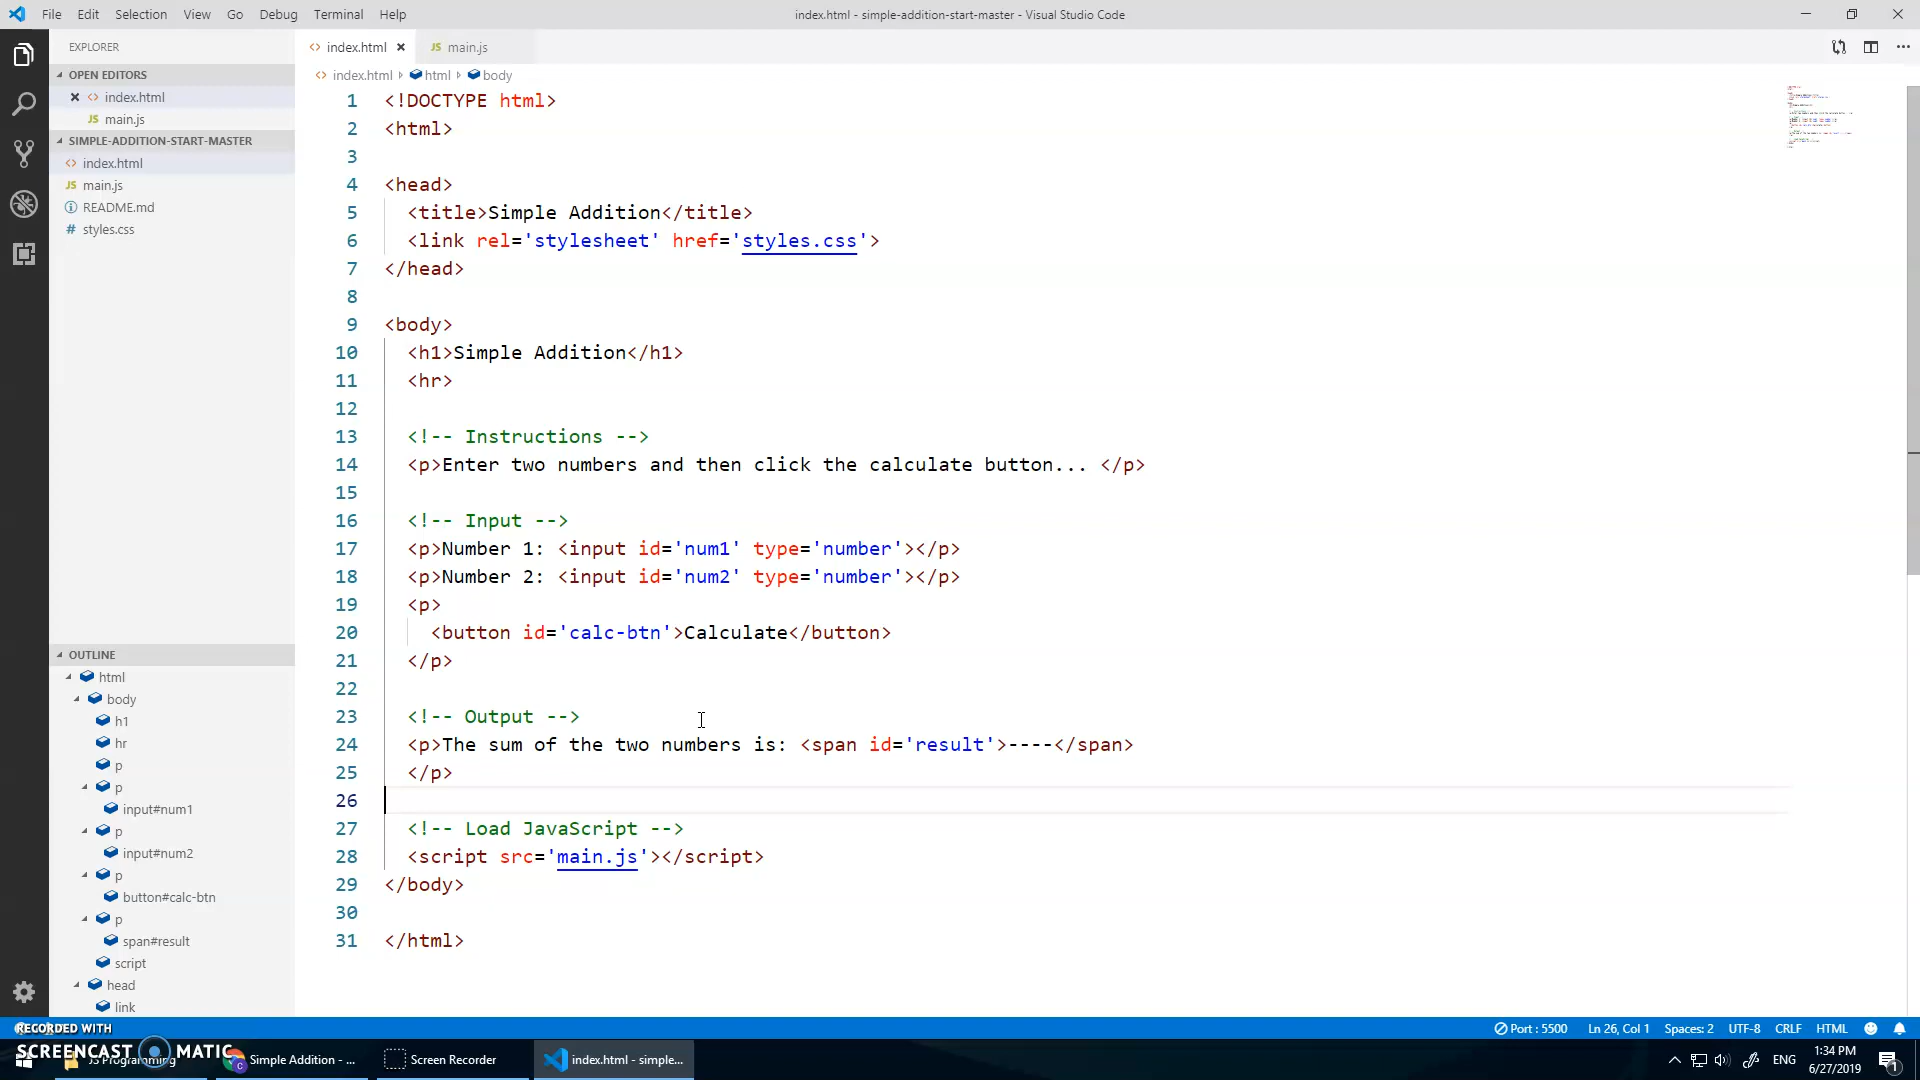 File Edit Selection View Go Debug Terminal Help
index.html - simple-addition-start-master - Visual Studio Code
EXPLORER
OPEN EDITORS
index.html
JS main.js
SIMPLE-ADDITION-START-MASTER
index.html
JS main.js
README.md
# styles.css
OUTLINE
html
body
h1
hr
p
p
input#num1
p
input#num2
p
button#calc-btn
p
span#result
script
head
link
index.html
JS main.js
index.html html body
1 <!DOCTYPE html>
2 <html>
3
4 <head>
5 <title>Simple Addition</title>
6 <link rel='stylesheet' href='styles.css'>
7 </head>
8
9 <body>
10 <h1>Simple Addition</h1>
11 <hr>
12
13 <!-- Instructions -->
14 <p>Enter two numbers and then click the calculate button... </p>
15
16 <!-- Input -->
17 <p>Number 1: <input id='num1' type='number'></p>
18 <p>Number 2: <input id='num2' type='number'></p>
19 <p>
20 <button id='calc-btn'>Calculate</button>
21 </p>
22
23 <!-- Output -->
24 <p>The sum of the two numbers is: <span id='result'>----</span>
25 </p>
26
27 <!-- Load JavaScript -->
28 <script src='main.js'></script>
29 </body>
30
31 </html>
Port : 5500 Ln 26, Col 1 Spaces: 2 UTF-8 CRLF HTML
RECORDED WITH
SCREENCAST MATIC
JS Programming
Simple Addition - ...
Screen Recorder
index.html - simple...
ENG
1:34 PM
6/27/2019
1